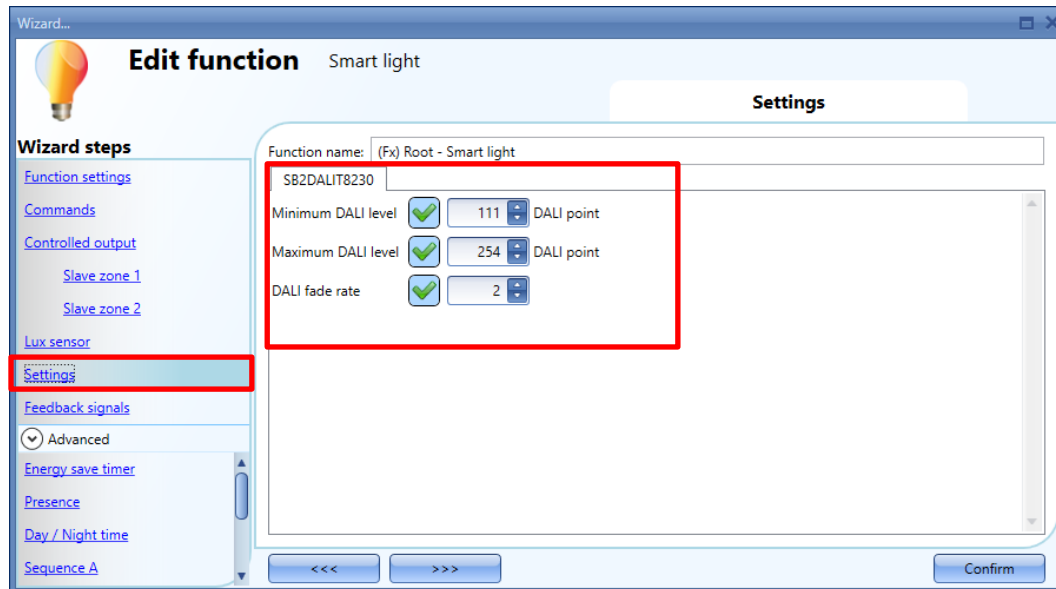 Wizard...
Edit function Smart light
Settings
Wizard steps
Function settings
Commands
Controlled output
Slave zone 1
Slave zone 2
Lux sensor
Settings
Feedback signals
Advanced
Energy save timer
Presence
Day / Night time
Sequence A
Function name: (Fx) Root - Smart light
SB2DALIT8230
Minimum DALI level 111 DALI point
Maximum DALI level 254 DALI point
DALI fade rate 2
<<< >>> Confirm